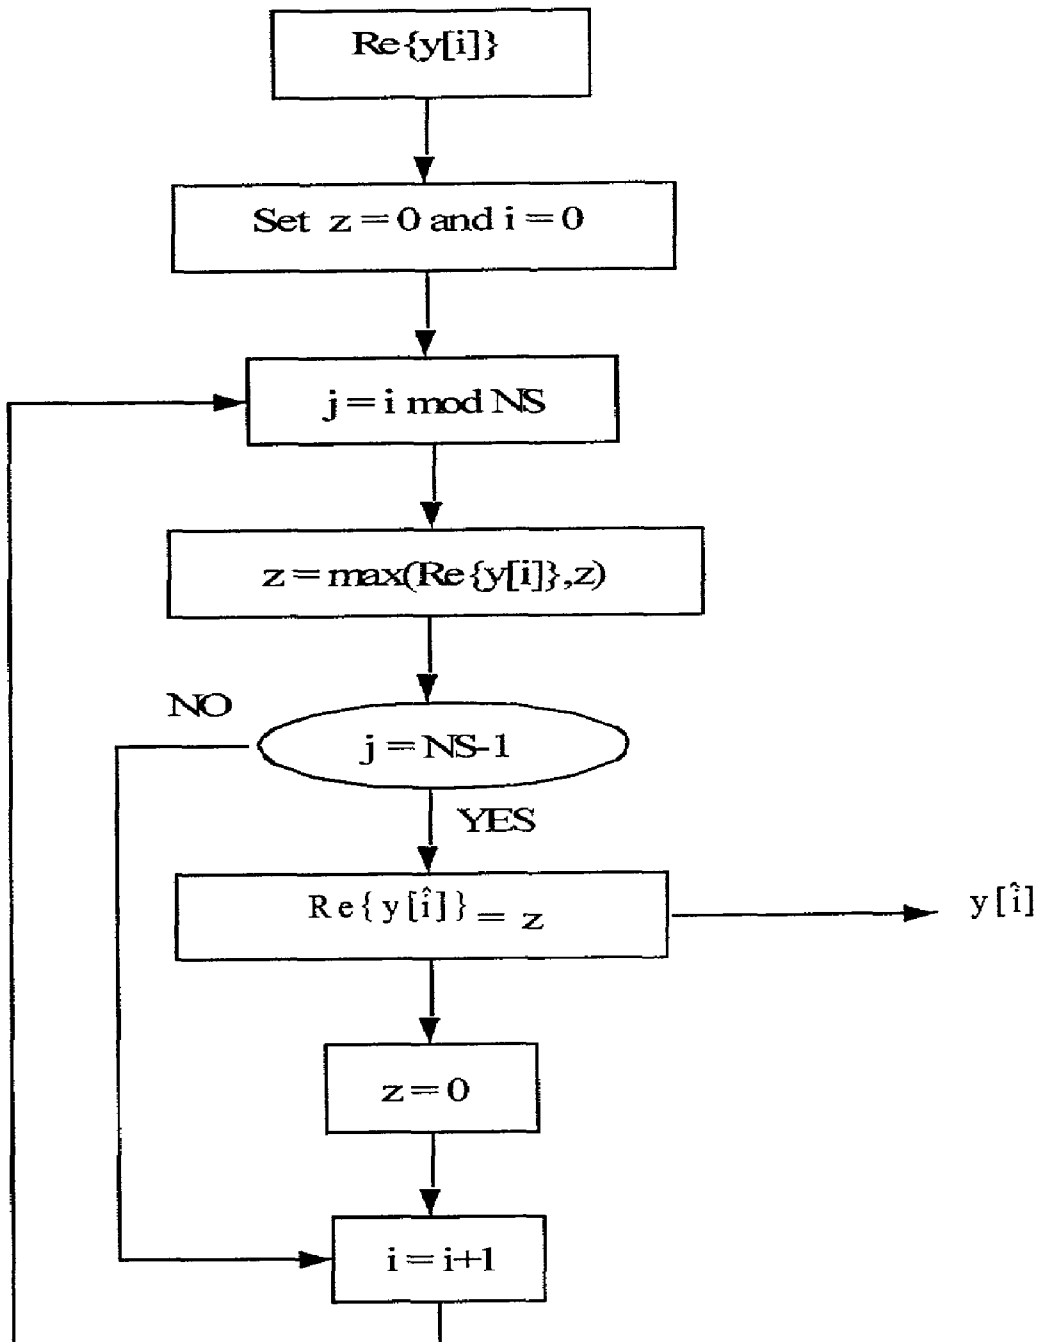 Re{y[i]}
Set z = 0 and i = 0
j = i mod NS
z = max(Re{y[i]},z)
NO
j = NS-1
YES
Re{y[î]} = z
y[î]
z = 0
i = i+1